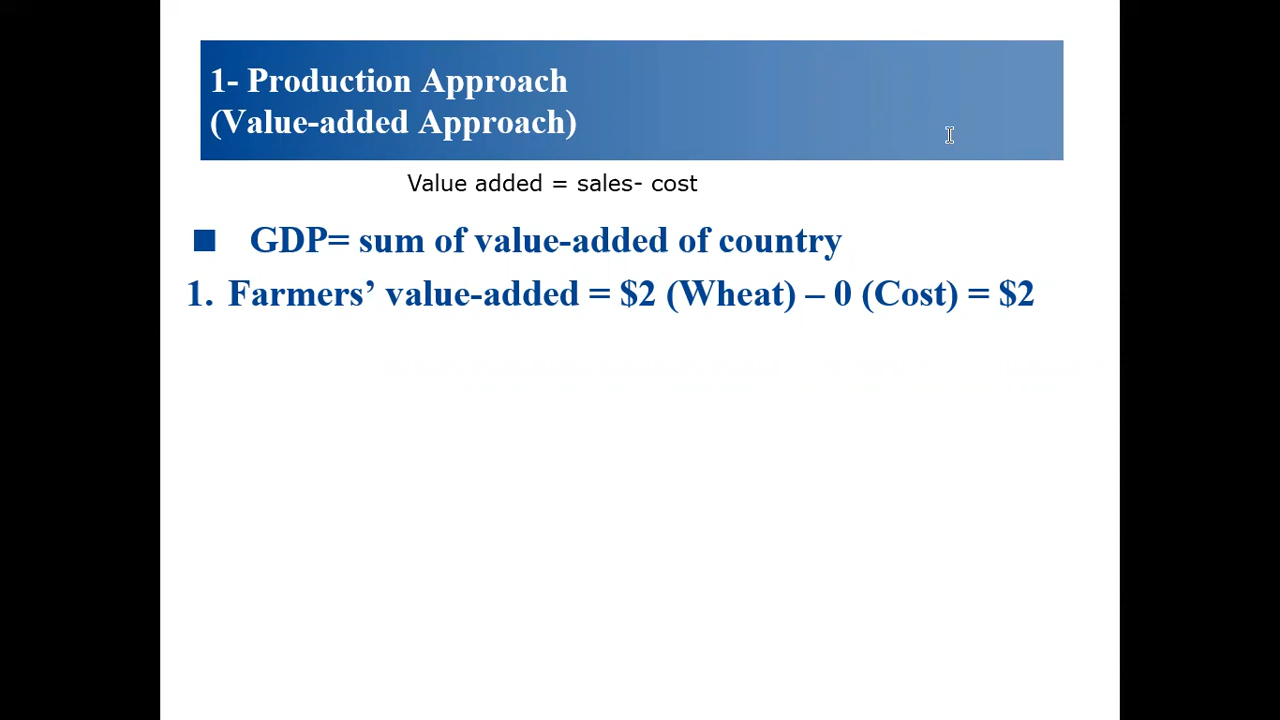 1- Production Approach
(Value-added Approach)
Value added = sales- cost
■ GDP= sum of value-added of country
1. Farmers’ value-added = $2 (Wheat) – 0 (Cost) = $2